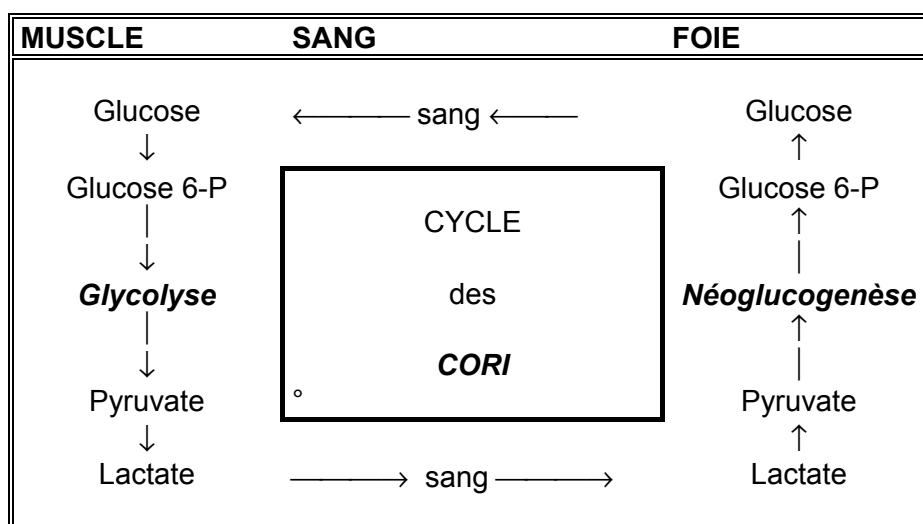 MUSCLE SANG FOIE
Glucose ←——— sang ←——— Glucose
↓ ↑
Glucose 6-P Glucose 6-P
CYCLE
↓ ↑
Glycolyse des Néoglucogenèse
↓ ↑
CORI
Pyruvate ° Pyruvate
↓ ↑
Lactate ———→ sang ———→ Lactate